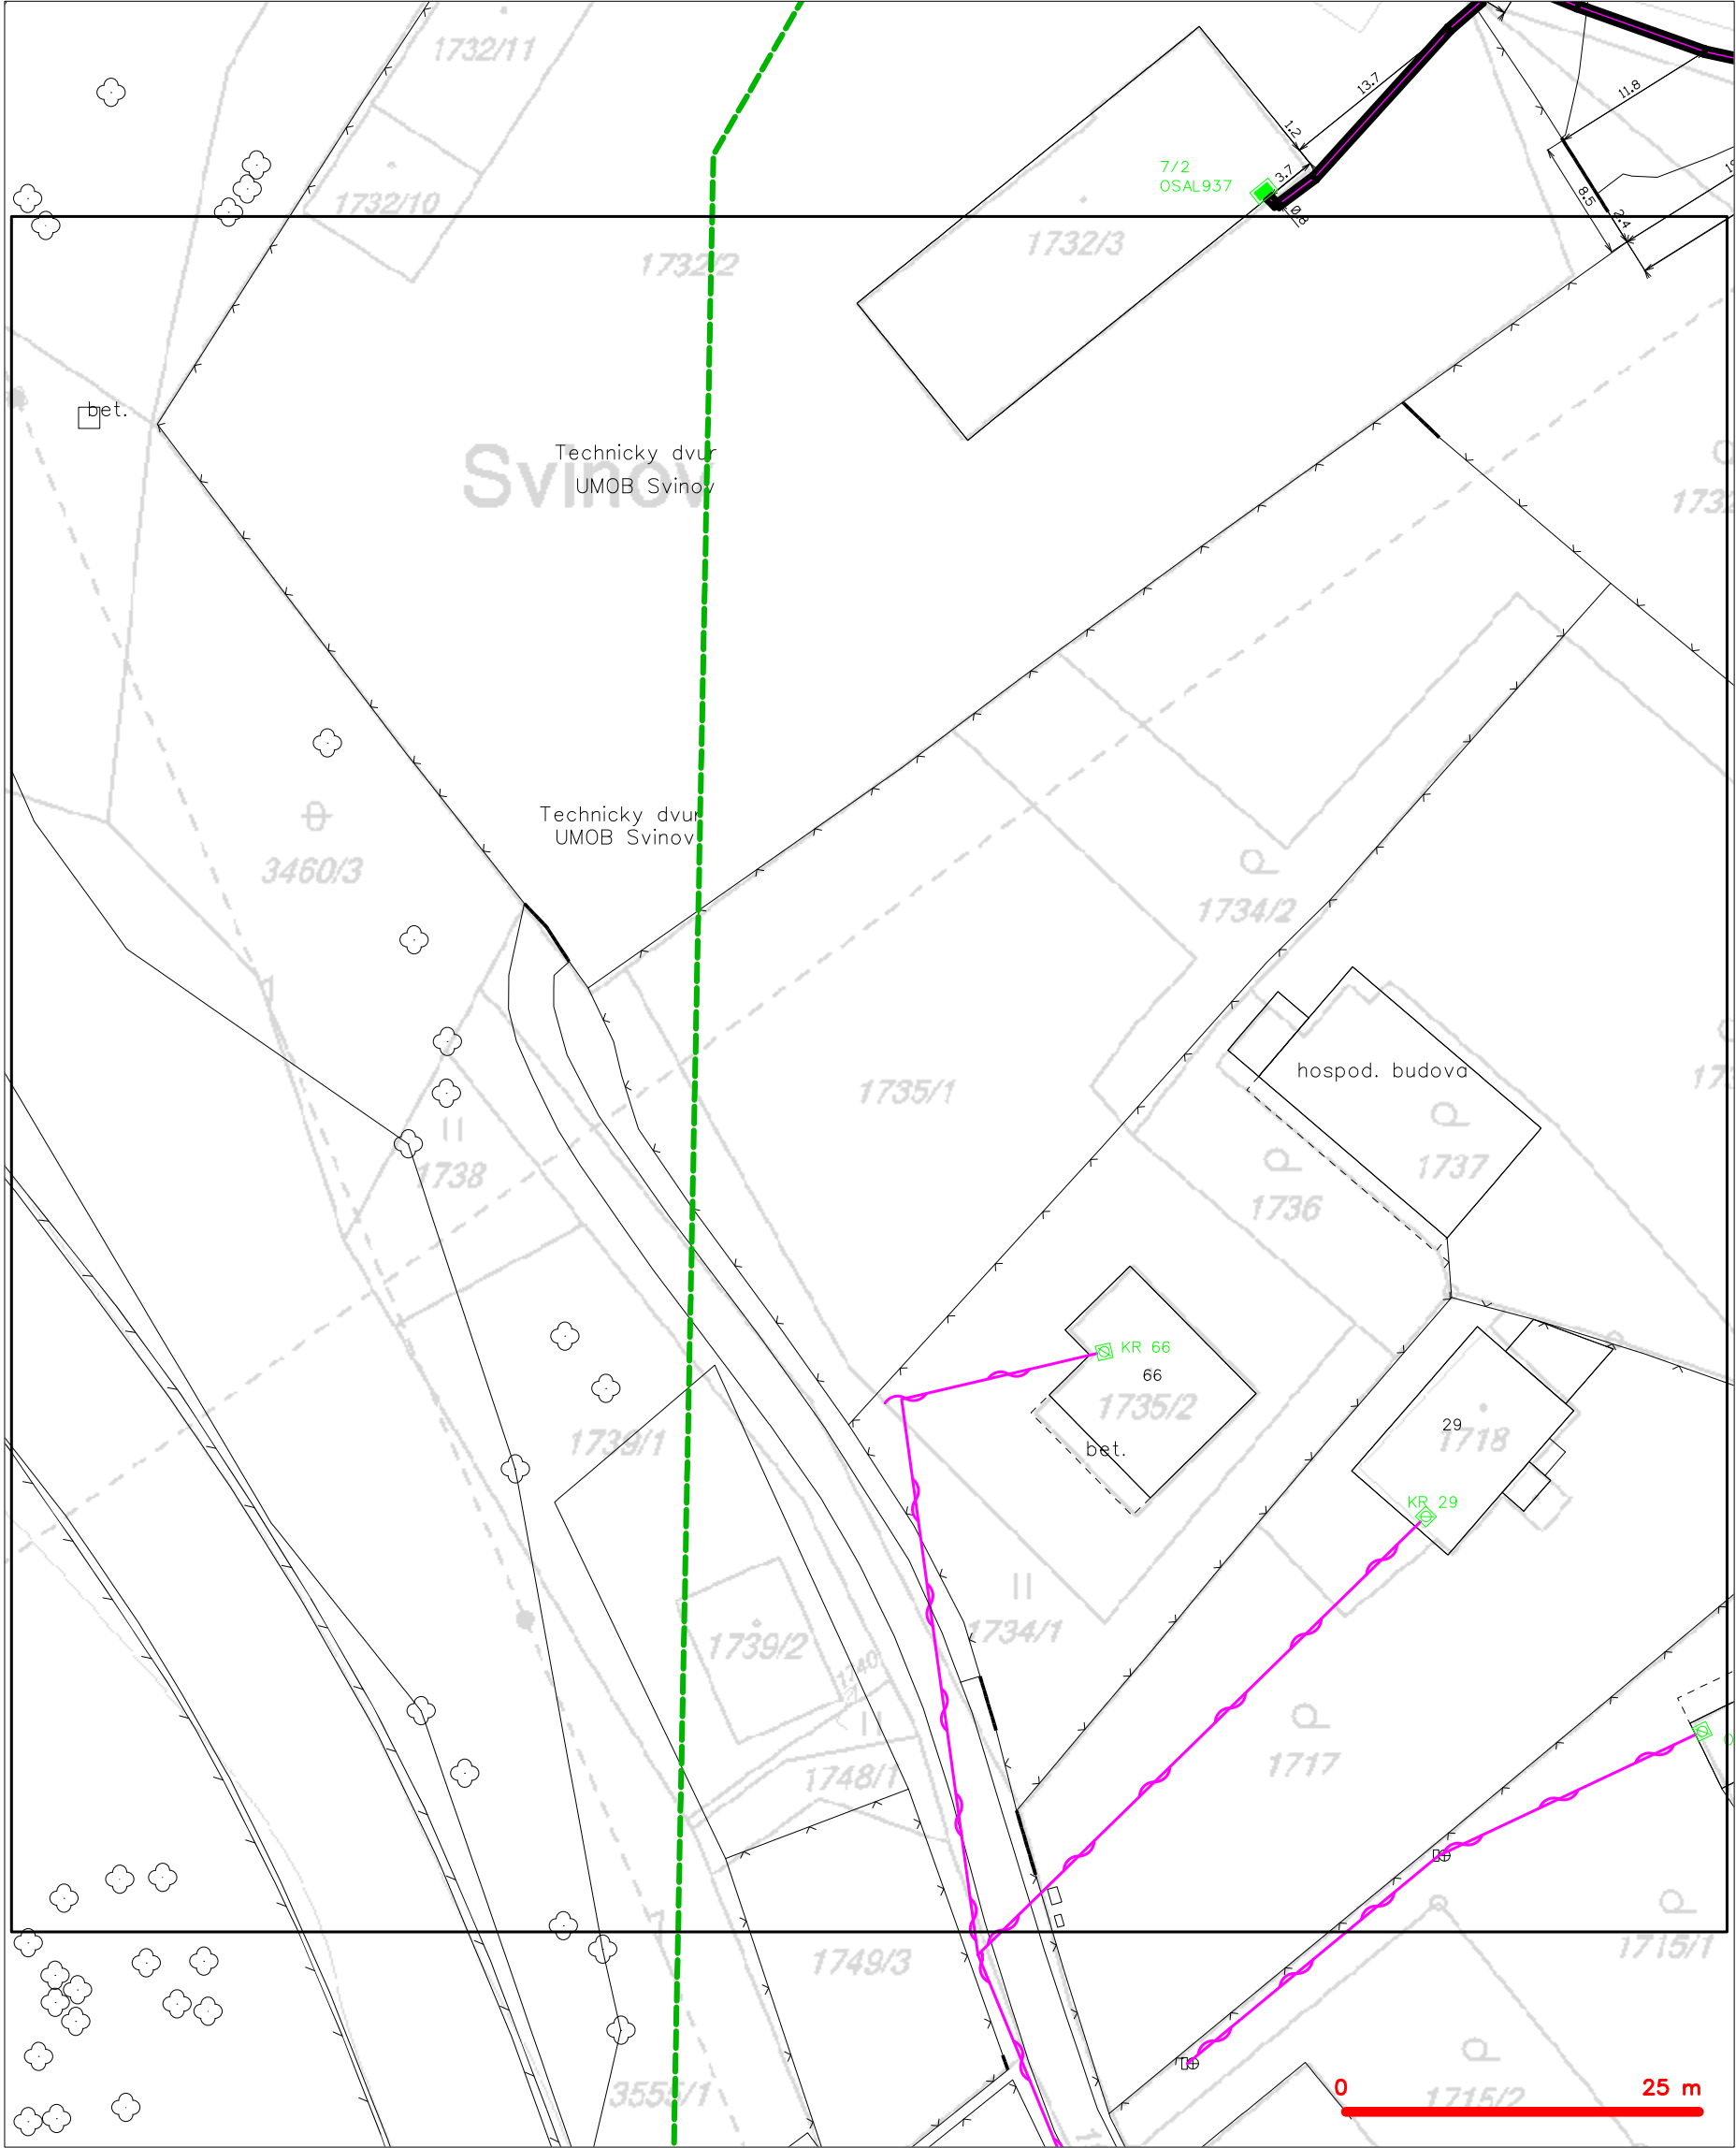 1732/11
13.7
11.8
1.2
7/2
OSAL937
3.7
0.8
8.5
2.4
1732/10
1732/3
1732/2
bet.
Technicky dvur
UMOB Svinov
Svinov
Technicky dvur
UMOB Svinov
3460/3
1734/2
hospod. budova
1735/1
1738
1737
1736
KR 66
66
1735/2
bet.
29
1718
KR 29
1739/1
1734/1
1739/2
1740
1717
1748/1
1749/3
1715/1
3555/1
1715/2
0
25 m